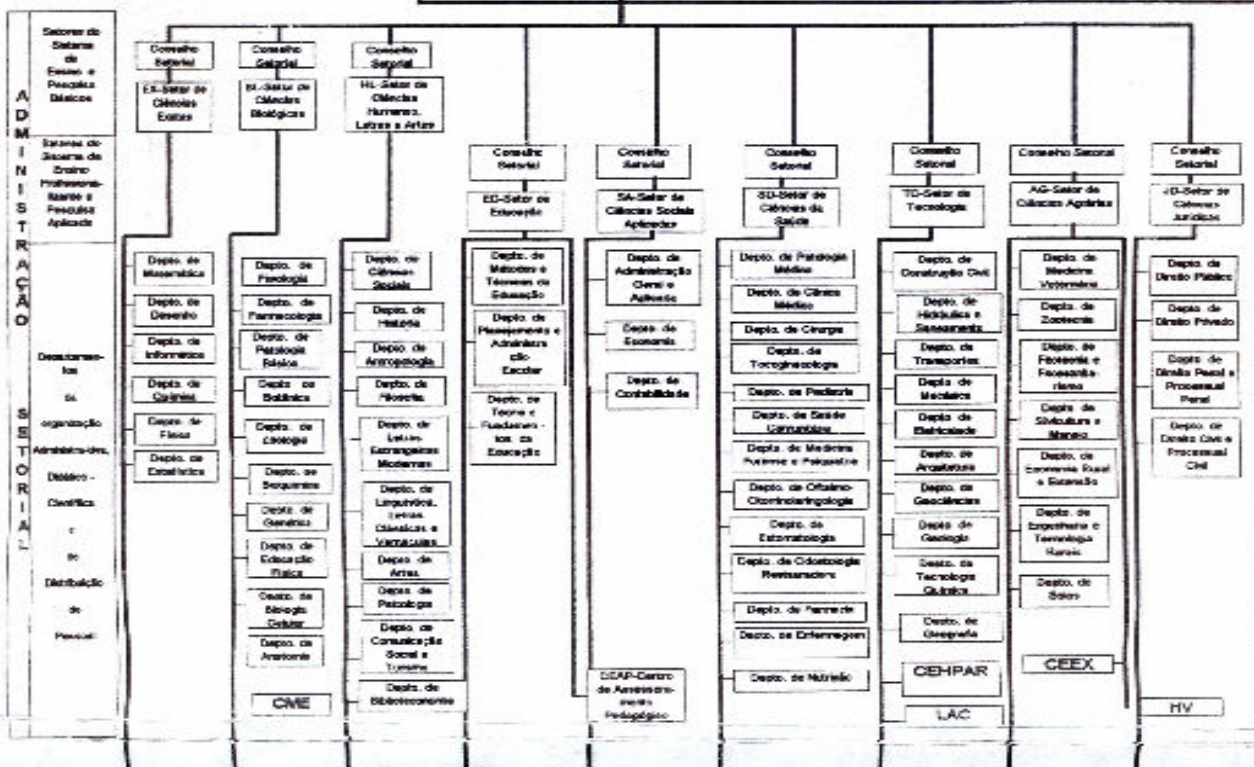 ADMINISTRAÇÃO
SETORIAL
Setores do
Sistema
de
Ensino e
Pesquisa
Básicos
Setores do
Sistema de
Ensino
Profissiona-
lizante e
Pesquisa
Aplicada
Departamen-
tos
organização
Didático -
Científica
e
de
Distribuição
de
Pessoal
Conselho
Setorial
EX-Setor de
Ciências
Exatas
Depto. de
Matemática
Depto. de
Desenho
Depto. de
Informática
Depto. de
Química
Depto. de
Física
Depto. de
Estatística
Conselho
Setorial
BL-Setor de
Ciências
Biológicas
Depto. de
Fisiologia
Depto. de
Farmacologia
Depto. de
Patologia
Básica
Depto. de
Botânica
Depto. de
Zoologia
Depto. de
Bioquímica
Depto. de
Genética
Depto. de
Educação
Física
Depto. de
Biologia
Celular
Depto. de
Anatomia
CME
Conselho
Setorial
HL-Setor de
Ciências
Humanas,
Letras e Artes
Depto. de
Ciências
Sociais
Depto. de
História
Depto. de
Antropologia
Depto. de
Filosofia
Depto. de
Letras
Estrangeiras
Modernas
Depto. de
Linguística,
Letras
Clássicas e
Vernáculas
Depto. de
Artes
Depto. de
Psicologia
Depto. de
Comunicação
Social e
Turismo
Depto. de
Biblioteconomia
Conselho
Setorial
ED-Setor de
Educação
Depto. de
Métodos e
Técnicas da
Educação
Depto. de
Planejamento e
Administra
ção
Escolar
Depto. de
Teoria e
Fundamen -
tos da
Educação
Conselho
Setorial
SA-Setor de
Ciências Sociais
Aplicadas
Depto. de
Administração
Geral e
Aplicada
Depto. de
Economia
Depto. de
Contabilidade
CEAP-Centro
de Assessora-
mento
Pedagógico
Conselho
Setorial
SD-Setor de
Ciências da
Saúde
Depto. de Patologia
Médica
Depto. de Clínica
Médica
Depto. de Cirurgia
Depto. de
Tocoginecologia
Depto. de Pediatria
Depto. de Saúde
Comunitária
Depto. de Medicina
Forense e Psiquiatria
Depto. de Oftalmo-
Otorrinolaringologia
Depto. de
Estomatologia
Depto. de Odontologia
Restauradora
Depto. de Farmácia
Depto. de Enfermagem
Depto. de Nutrição
Conselho
Setorial
TC-Setor de
Tecnologia
Depto. de
Construção Civil
Depto. de
Hidráulica e
Saneamento
Depto. de
Transportes
Depto. de
Mecânica
Depto. de
Eletricidade
Depto. de
Arquitetura
Depto. de
Geociências
Depto. de
Geologia
Depto. de
Tecnologia
Química
Depto. de
Geografia
CEHPAR
LAC
Conselho Setorial
AG-Setor de
Ciências Agrárias
Depto. de
Medicina
Veterinária
Depto. de
Zootecnia
Depto. de
Fitotecnia e
Fitossanita-
rismo
Depto. de
Silvicultura e
Manejo
Depto. de
Economia Rural
e Extensão
Depto. de
Engenharia e
Tecnologia
Rurais
Depto. de
Solos
CEEX
Conselho
Setorial
JD-Setor de
Ciências
Jurídicas
Depto. de
Direito Público
Depto. de
Direito Privado
Depto. de
Direito Penal e
Processual
Penal
Depto. de
Direito Civil e
Processual
Civil
HV